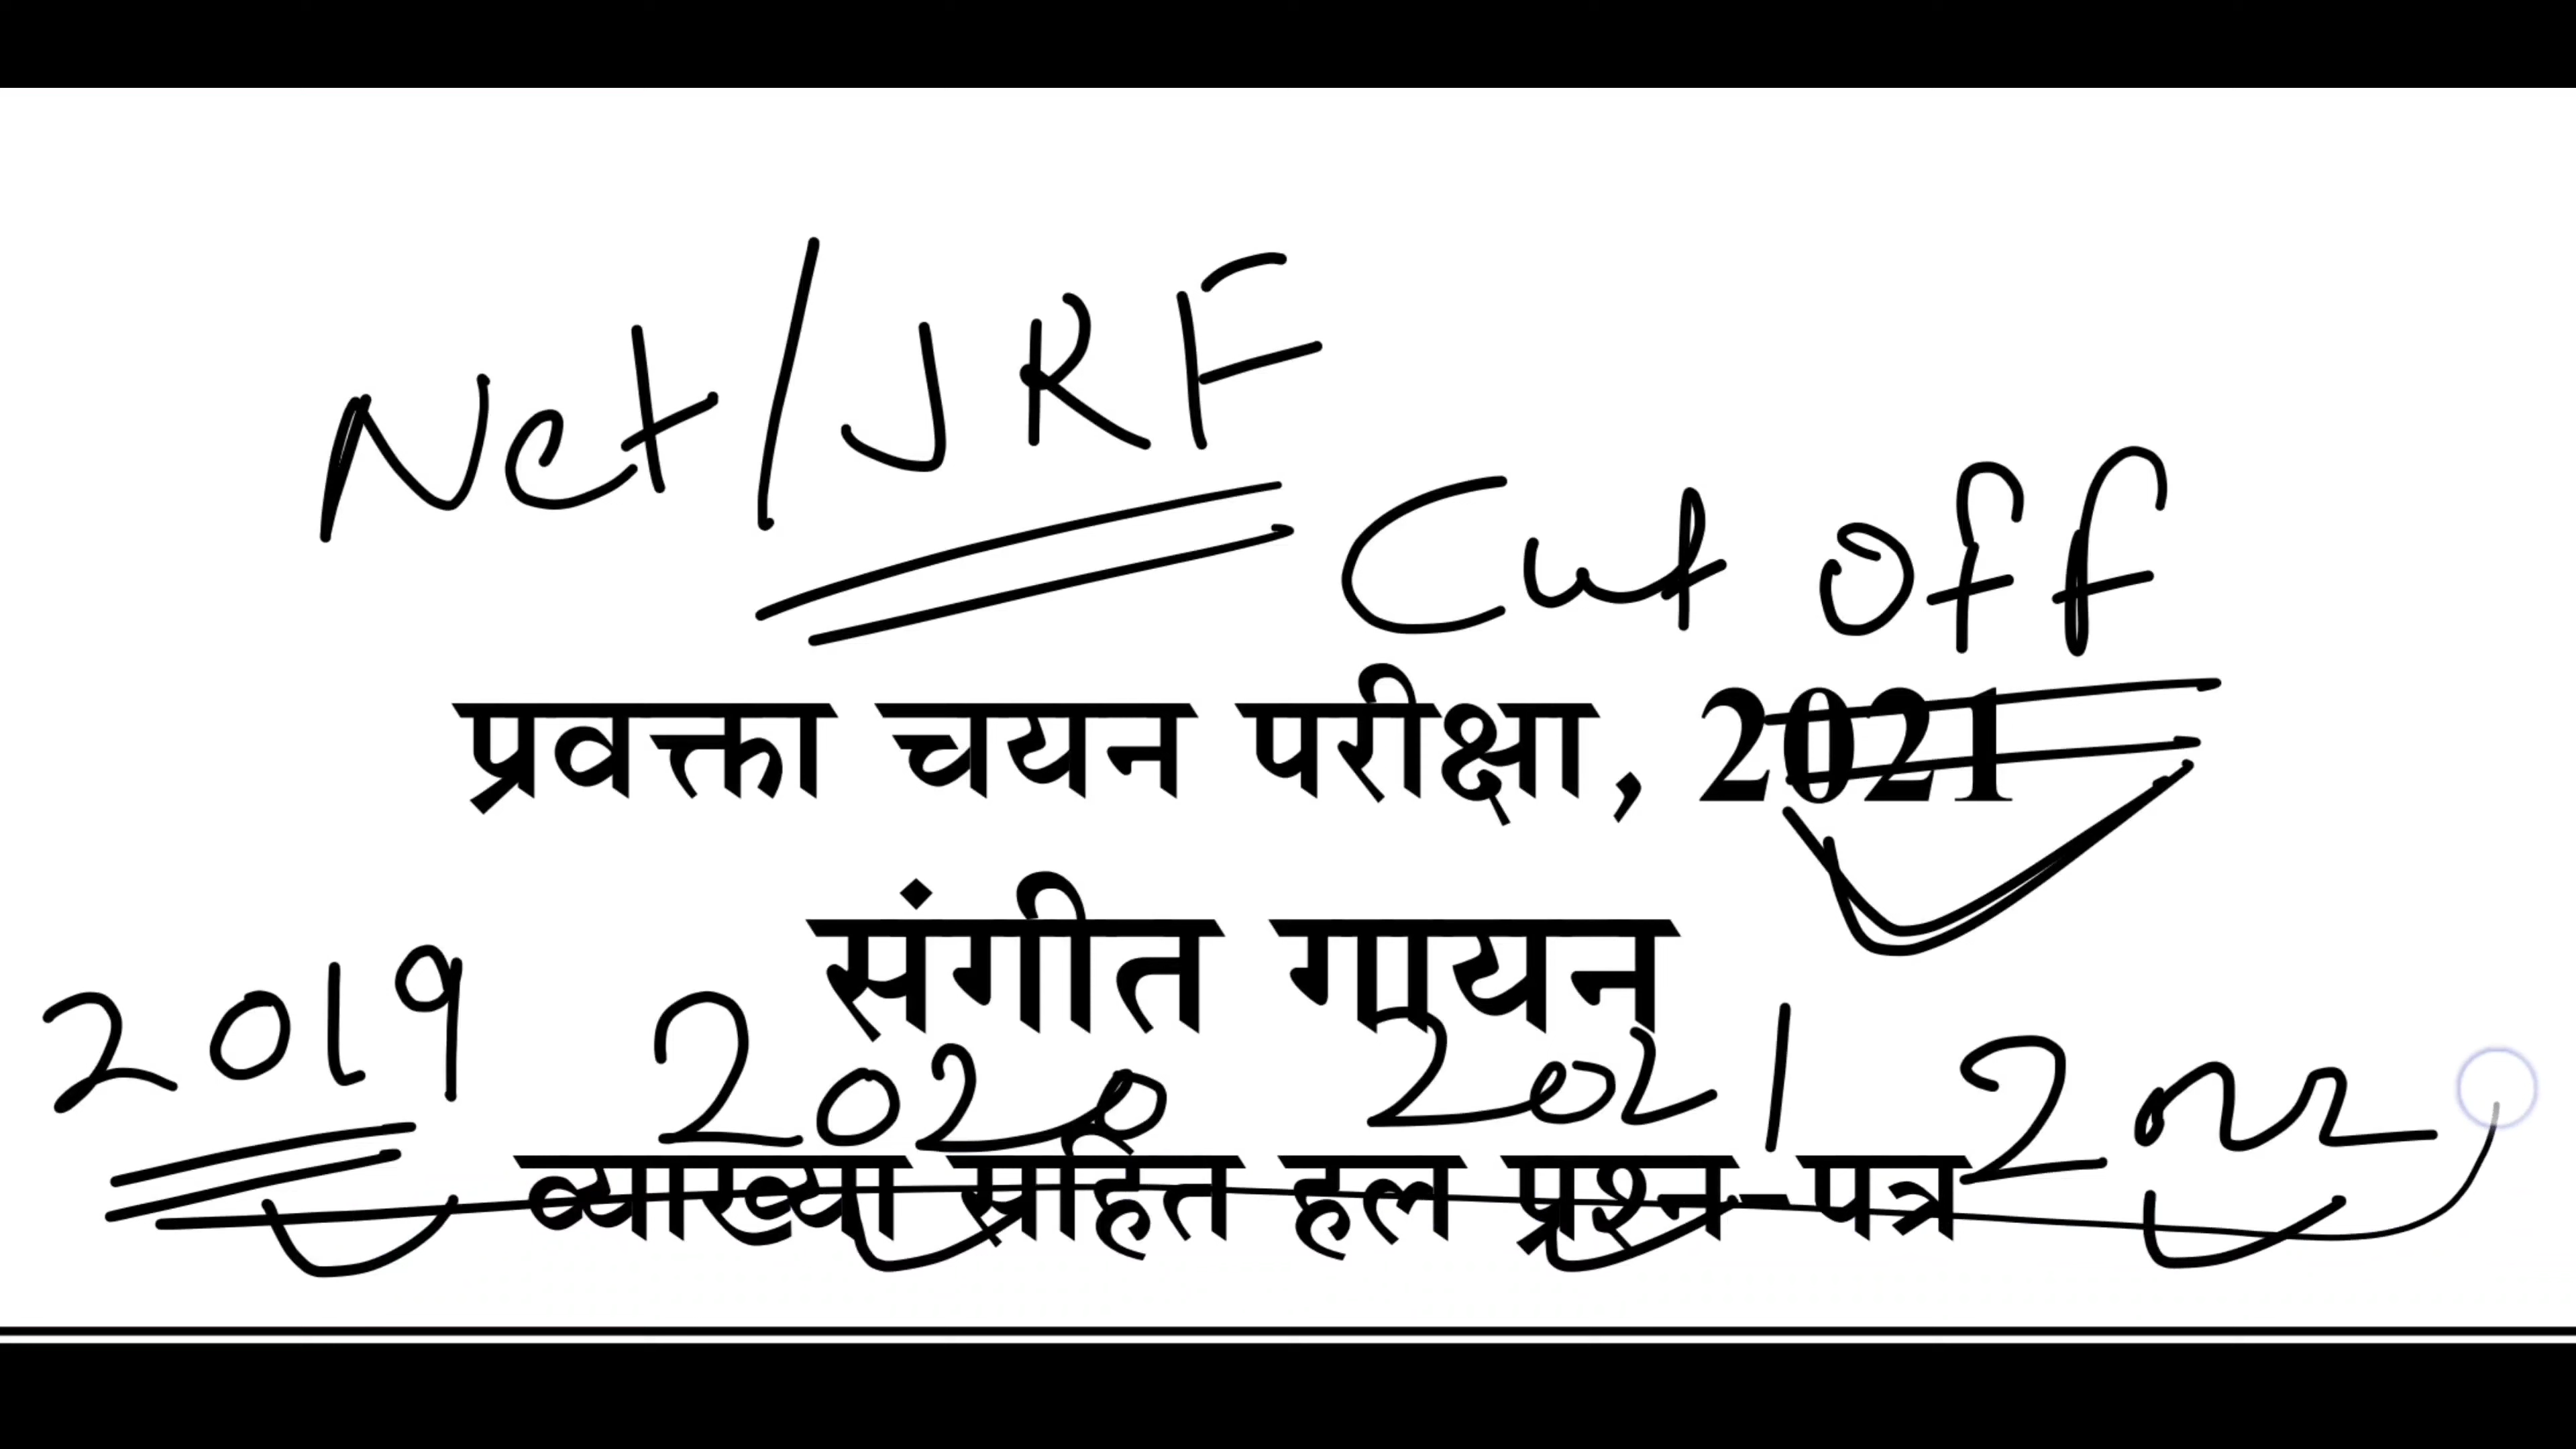 Net/JRF
Cut off
प्रवक्ता चयन परीक्षा, 2021
संगीत गायन
2019 2020 2021 2022
व्याख्या सहित हल प्रश्न-पत्र